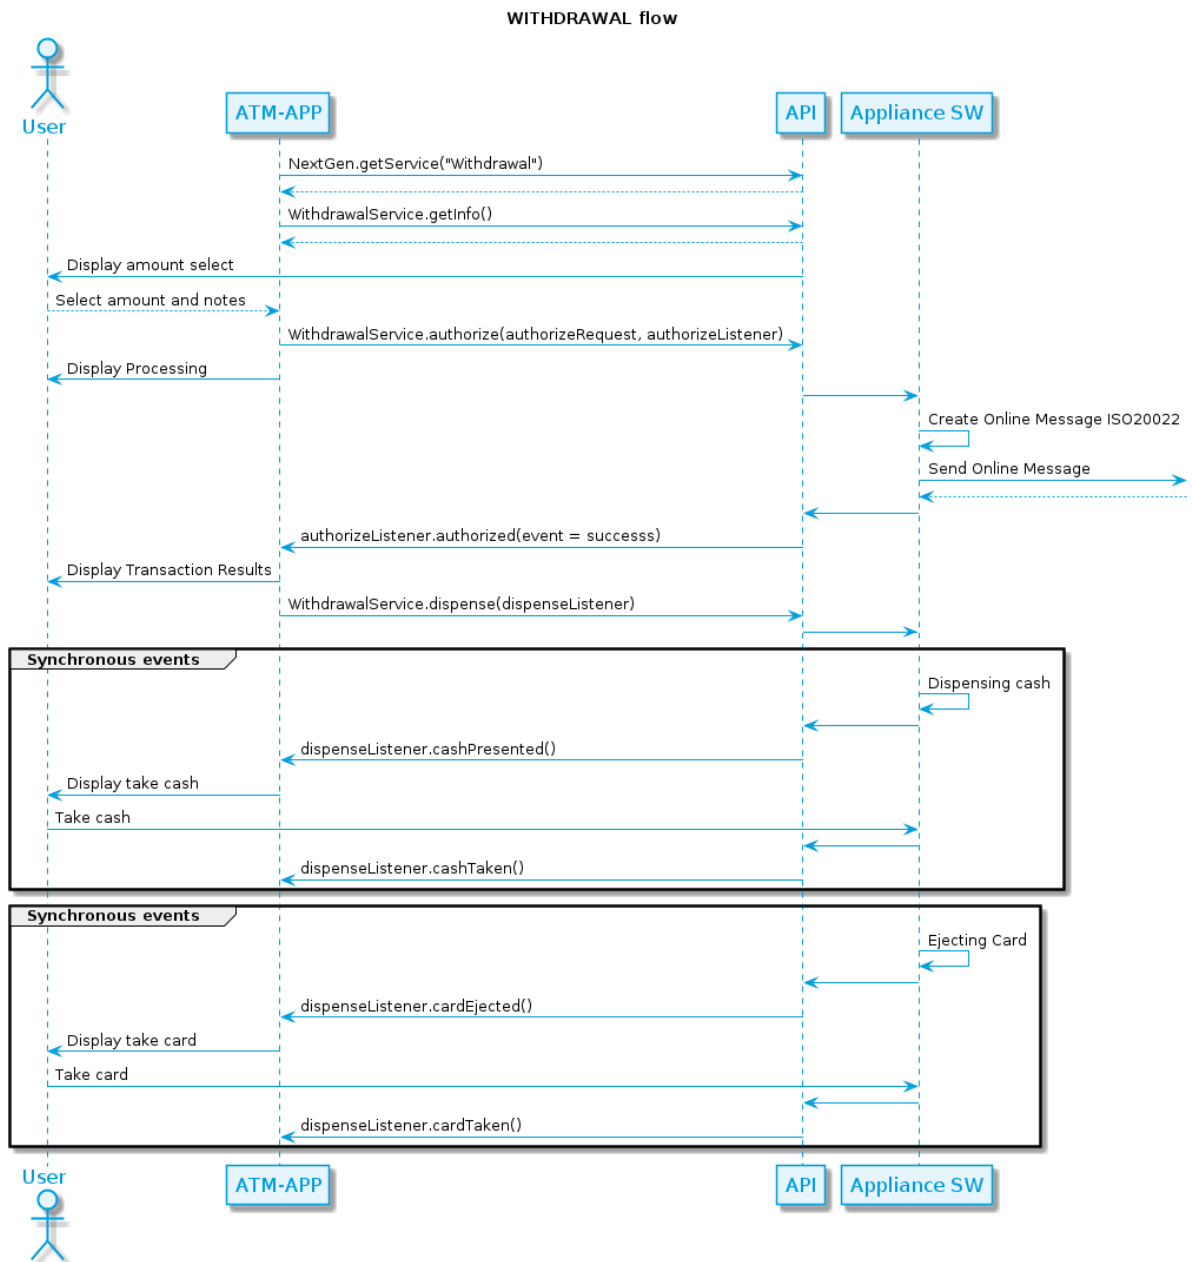 WITHDRAWAL flow
User
ATM-APP
API
Appliance SW
NextGen.getService("Withdrawal")
WithdrawalService.getInfo()
Display amount select
Select amount and notes
WithdrawalService.authorize(authorizeRequest, authorizeListener)
Display Processing
Create Online Message ISO20022
Send Online Message
authorizeListener.authorized(event = successs)
Display Transaction Results
WithdrawalService.dispense(dispenseListener)
Synchronous events
Dispensing cash
dispenseListener.cashPresented()
Display take cash
Take cash
dispenseListener.cashTaken()
Synchronous events
Ejecting Card
dispenseListener.cardEjected()
Display take card
Take card
dispenseListener.cardTaken()
User
ATM-APP
API
Appliance SW